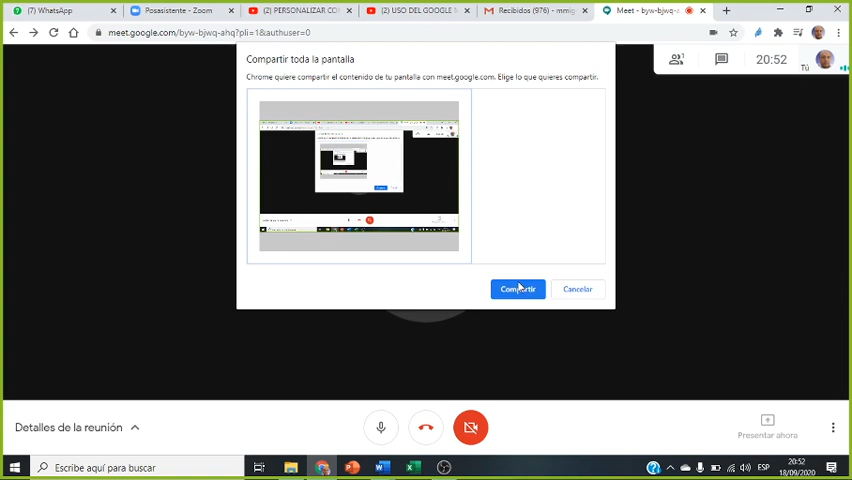 (7) WhatsApp
Posasistente - Zoom
(2) PERSONALIZAR CO
(2) USO DEL GOOGLE M
Recibidos (976) - mmig
Meet - byw-bjwq-a
meet.google.com/byw-bjwq-ahq?pli=1&authuser=0
Compartir toda la pantalla
Chrome quiere compartir el contenido de tu pantalla con meet.google.com. Elige lo que quieres compartir.
1
20:52
Tú
Compartir
Cancelar
Detalles de la reunión
Presentar ahora
Escribe aquí para buscar
ESP
20:52
18/09/2020